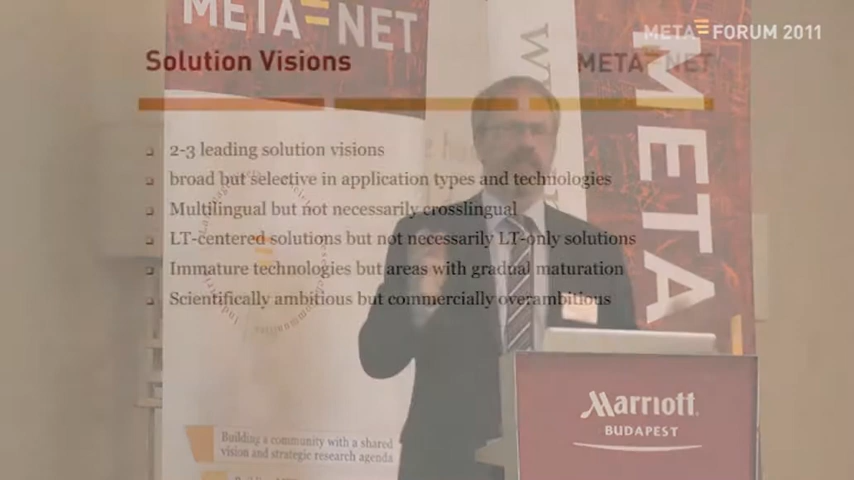 META NET
META FORUM 2011
Solution Visions
META NET
META
2-3 leading solution visions
broad but selective in application types and technologies
Multilingual but not necessarily crosslingual
LT-centered solutions but not necessarily LT-only solutions
Immature technologies but areas with gradual maturation
Scientifically ambitious but commercially overambitious
Marriott
BUDAPEST
Building a community with a shared
vision and strategic research agenda